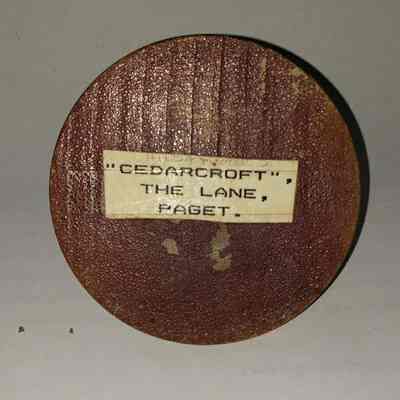 "CEDARCROFT",
THE LANE,
PAGET.